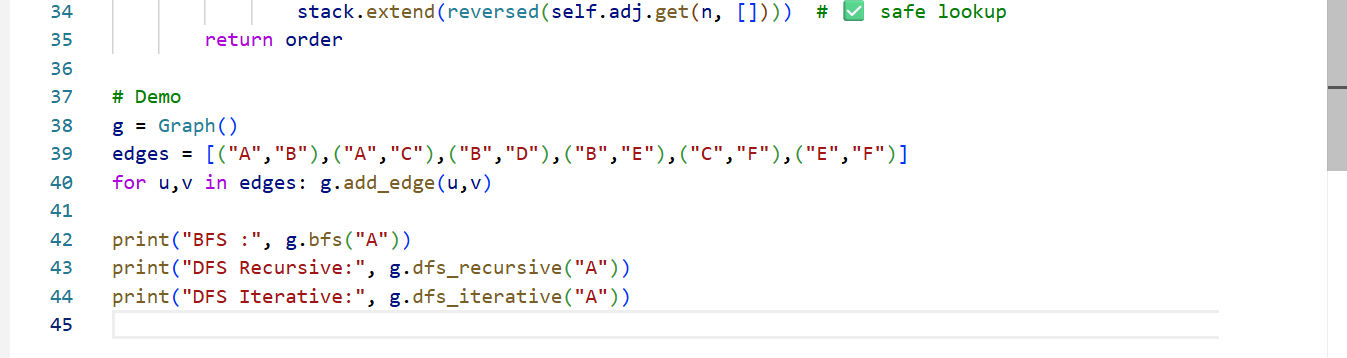 34                stack.extend(reversed(self.adj.get(n, [])))  # ✅ safe lookup
35        return order
36
37 # Demo
38 g = Graph()
39 edges = [("A","B"),("A","C"),("B","D"),("B","E"),("C","F"),("E","F")]
40 for u,v in edges: g.add_edge(u,v)
41
42 print("BFS :", g.bfs("A"))
43 print("DFS Recursive:", g.dfs_recursive("A"))
44 print("DFS Iterative:", g.dfs_iterative("A"))
45